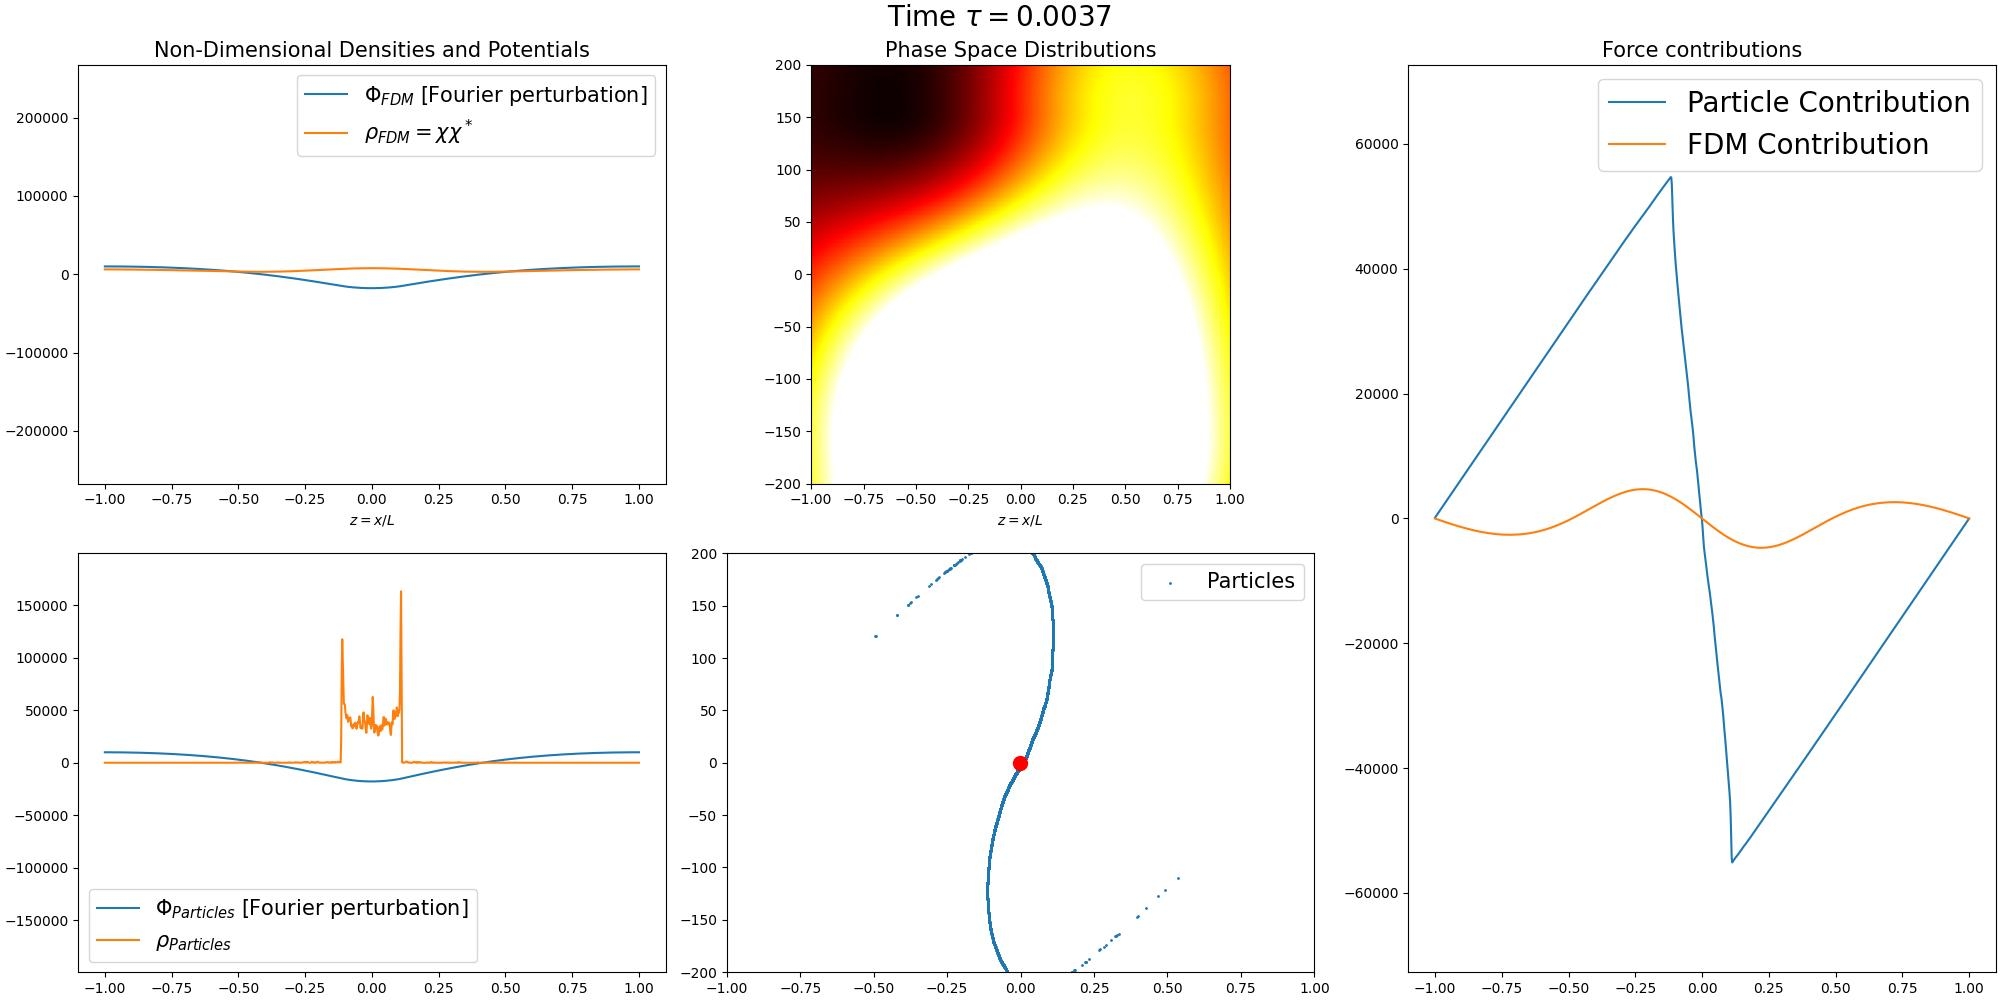 Time τ = 0.0037
Non-Dimensional Densities and Potentials
Φ_FDM [Fourier perturbation]
ρ_FDM = χχ*
200000
100000
0
−100000
−200000
−1.00 −0.75 −0.50 −0.25 0.00 0.25 0.50 0.75 1.00
z = x/L
Phase Space Distributions
200
150
100
50
0
−50
−100
−150
−200
−1.00 −0.75 −0.50 −0.25 0.00 0.25 0.50 0.75 1.00
z = x/L
Force contributions
Particle Contribution
FDM Contribution
60000
40000
20000
0
−20000
−40000
−60000
−1.00 −0.75 −0.50 −0.25 0.00 0.25 0.50 0.75 1.00
150000
100000
50000
0
−50000
−100000
−150000
Φ_Particles [Fourier perturbation]
ρ_Particles
−1.00 −0.75 −0.50 −0.25 0.00 0.25 0.50 0.75 1.00
Particles
200
150
100
50
0
−50
−100
−150
−200
−1.00 −0.75 −0.50 −0.25 0.00 0.25 0.50 0.75 1.00